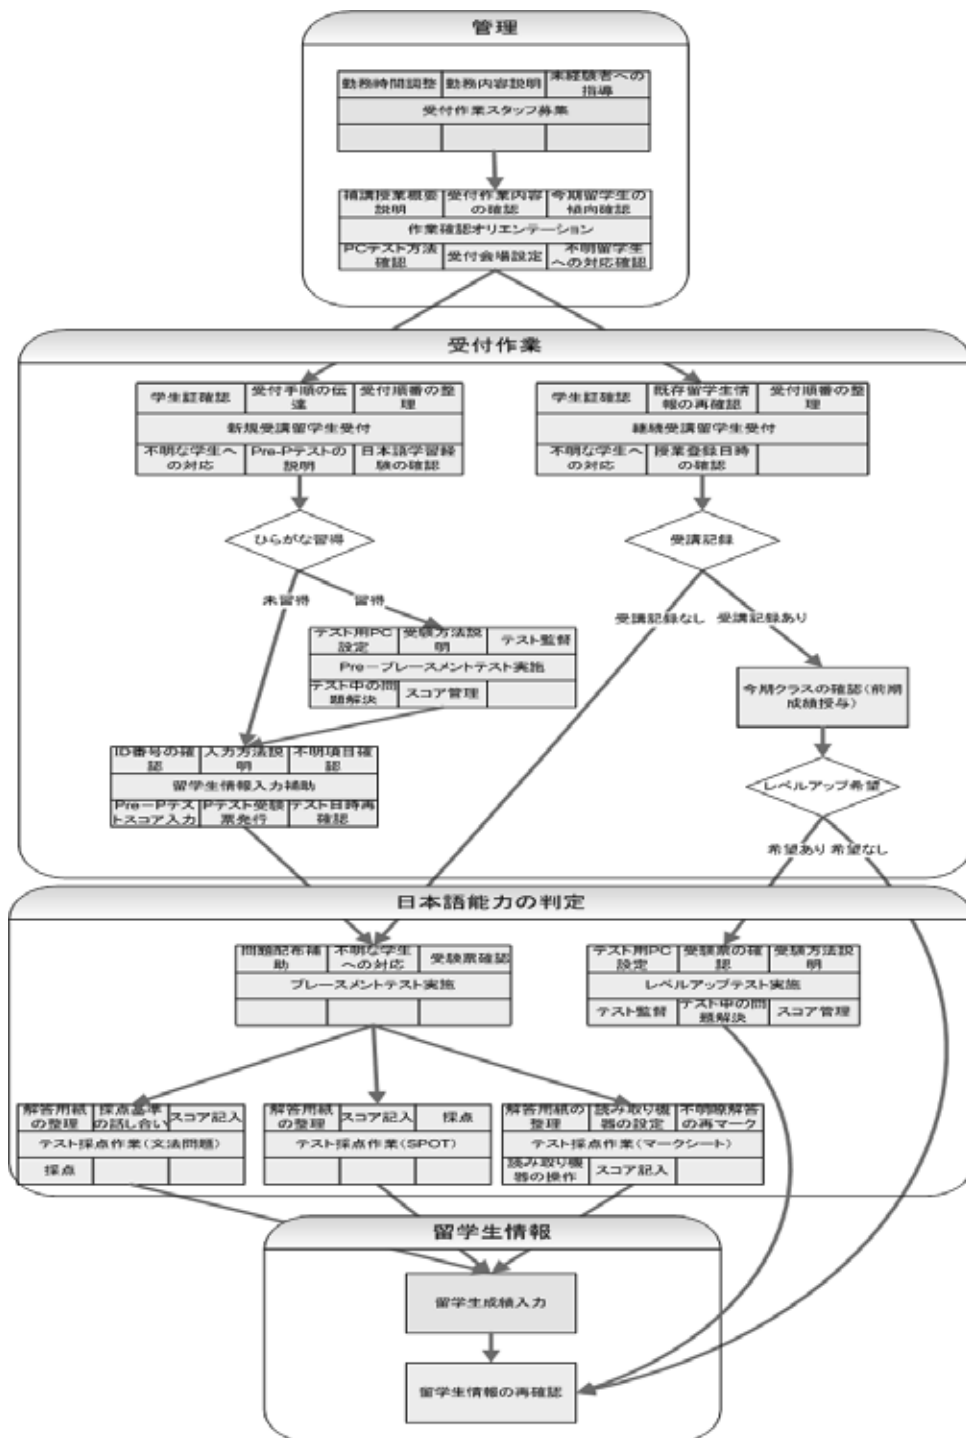 管理
勤務時間調整
勤務内容説明
未経験者への
指導
受付作業スタッフ募集
補講授業概要
説明
受付作業内容
の確認
今期留学生の
傾向確認
作業確認オリエンテーション
PCテスト方法
確認
受付会場設定
不明留学生
への対応確認
受付作業
学生証確認
受付手順の伝
達
受付順番の整
理
新規受講留学生受付
不明な学生へ
の対応
Pre-Pテストの
説明
日本語学習経
験の確認
学生証確認
既存留学生情
報の再確認
受付順番の整
理
継続受講留学生受付
不明な学生へ
の対応
授業登録日時
の確認
ひらがな習得
受講記録
未習得
習得
受講記録なし
受講記録あり
テスト用PC
設定
受験方法説
明
テスト監督
Pre－プレースメントテスト実施
テスト中の問
題解決
スコア管理
今期クラスの確認(前期
成績授与)
ID番号の確
認
入力方法説
明
不明項目確
認
留学生情報入力補助
Pre－Pテス
トスコア入力
Pテスト受験
票発行
テスト日時再
確認
レベルアップ希望
希望あり
希望なし
日本語能力の判定
問題配布補
助
不明な学生
への対応
受験票確認
プレースメントテスト実施
テスト用PC
設定
受験票の確
認
受験方法説
明
レベルアップテスト実施
テスト監督
テスト中の問
題解決
スコア管理
解答用紙
の整理
採点基準
の話し合い
スコア記入
テスト採点作業(文法問題)
採点
解答用紙
の整理
スコア記入
採点
テスト採点作業(SPOT)
解答用紙の
整理
読み取り機
器の設定
不明瞭解答
の再マーク
テスト採点作業(マークシート)
読み取り機
器の操作
スコア記入
留学生情報
留学生成績入力
留学生情報の再確認